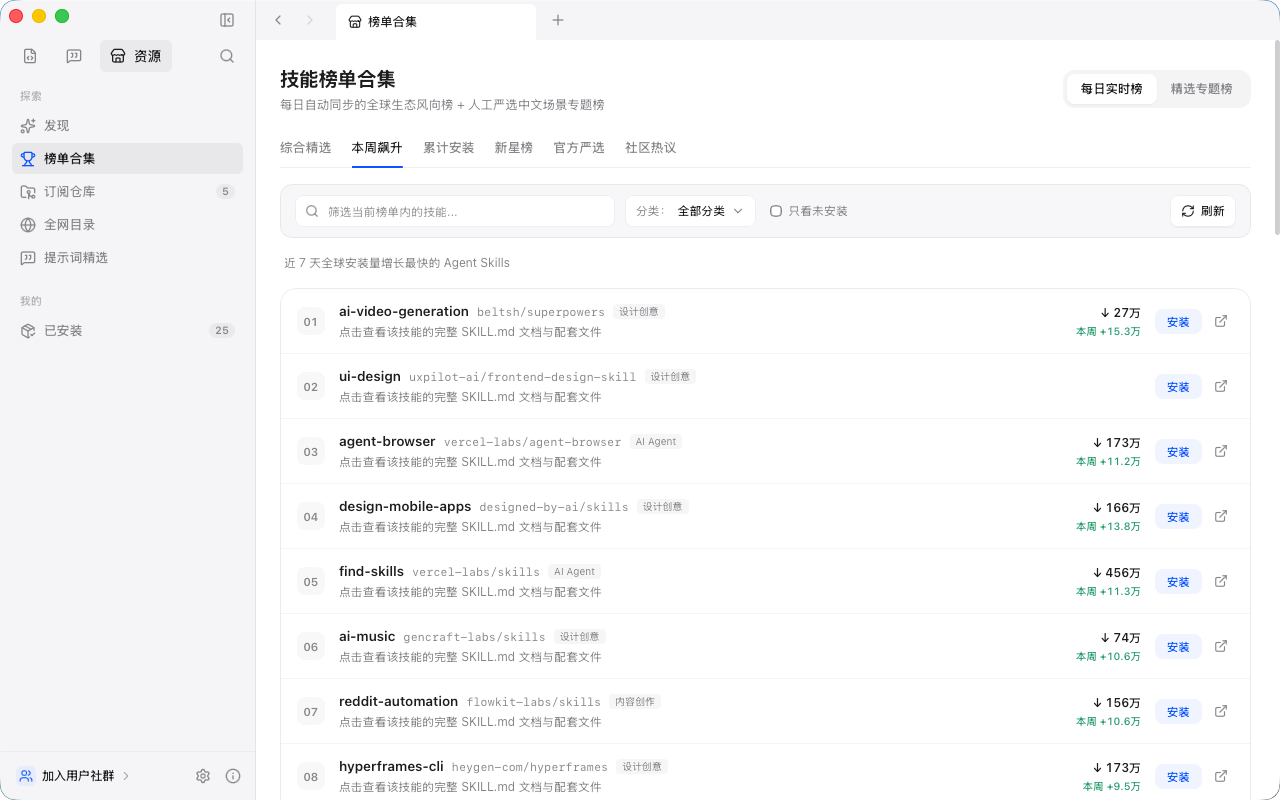 榜单合集
资源
探索
发现
榜单合集
订阅仓库 5
全网目录
提示词精选
我的
已安装 25
加入用户社群
技能榜单合集
每日自动同步的全球生态风向榜 + 人工严选中文场景专题榜
每日实时榜 精选专题榜
综合精选 本周飙升 累计安装 新星榜 官方严选 社区热议
筛选当前榜单内的技能... 分类: 全部分类 只看未安装 刷新
近 7 天全球安装量增长最快的 Agent Skills
01 ai-video-generation beltsh/superpowers 设计创意 ↓ 27万 安装
点击查看该技能的完整 SKILL.md 文档与配套文件 本周 +15.3万
02 ui-design uxpilot-ai/frontend-design-skill 设计创意 安装
点击查看该技能的完整 SKILL.md 文档与配套文件
03 agent-browser vercel-labs/agent-browser AI Agent ↓ 173万 安装
点击查看该技能的完整 SKILL.md 文档与配套文件 本周 +11.2万
04 design-mobile-apps designed-by-ai/skills 设计创意 ↓ 166万 安装
点击查看该技能的完整 SKILL.md 文档与配套文件 本周 +13.8万
05 find-skills vercel-labs/skills AI Agent ↓ 456万 安装
点击查看该技能的完整 SKILL.md 文档与配套文件 本周 +11.3万
06 ai-music gencraft-labs/skills 设计创意 ↓ 74万 安装
点击查看该技能的完整 SKILL.md 文档与配套文件 本周 +10.6万
07 reddit-automation flowkit-labs/skills 内容创作 ↓ 156万 安装
点击查看该技能的完整 SKILL.md 文档与配套文件 本周 +10.6万
08 hyperframes-cli heygen-com/hyperframes 设计创意 ↓ 173万 安装
点击查看该技能的完整 SKILL.md 文档与配套文件 本周 +9.5万